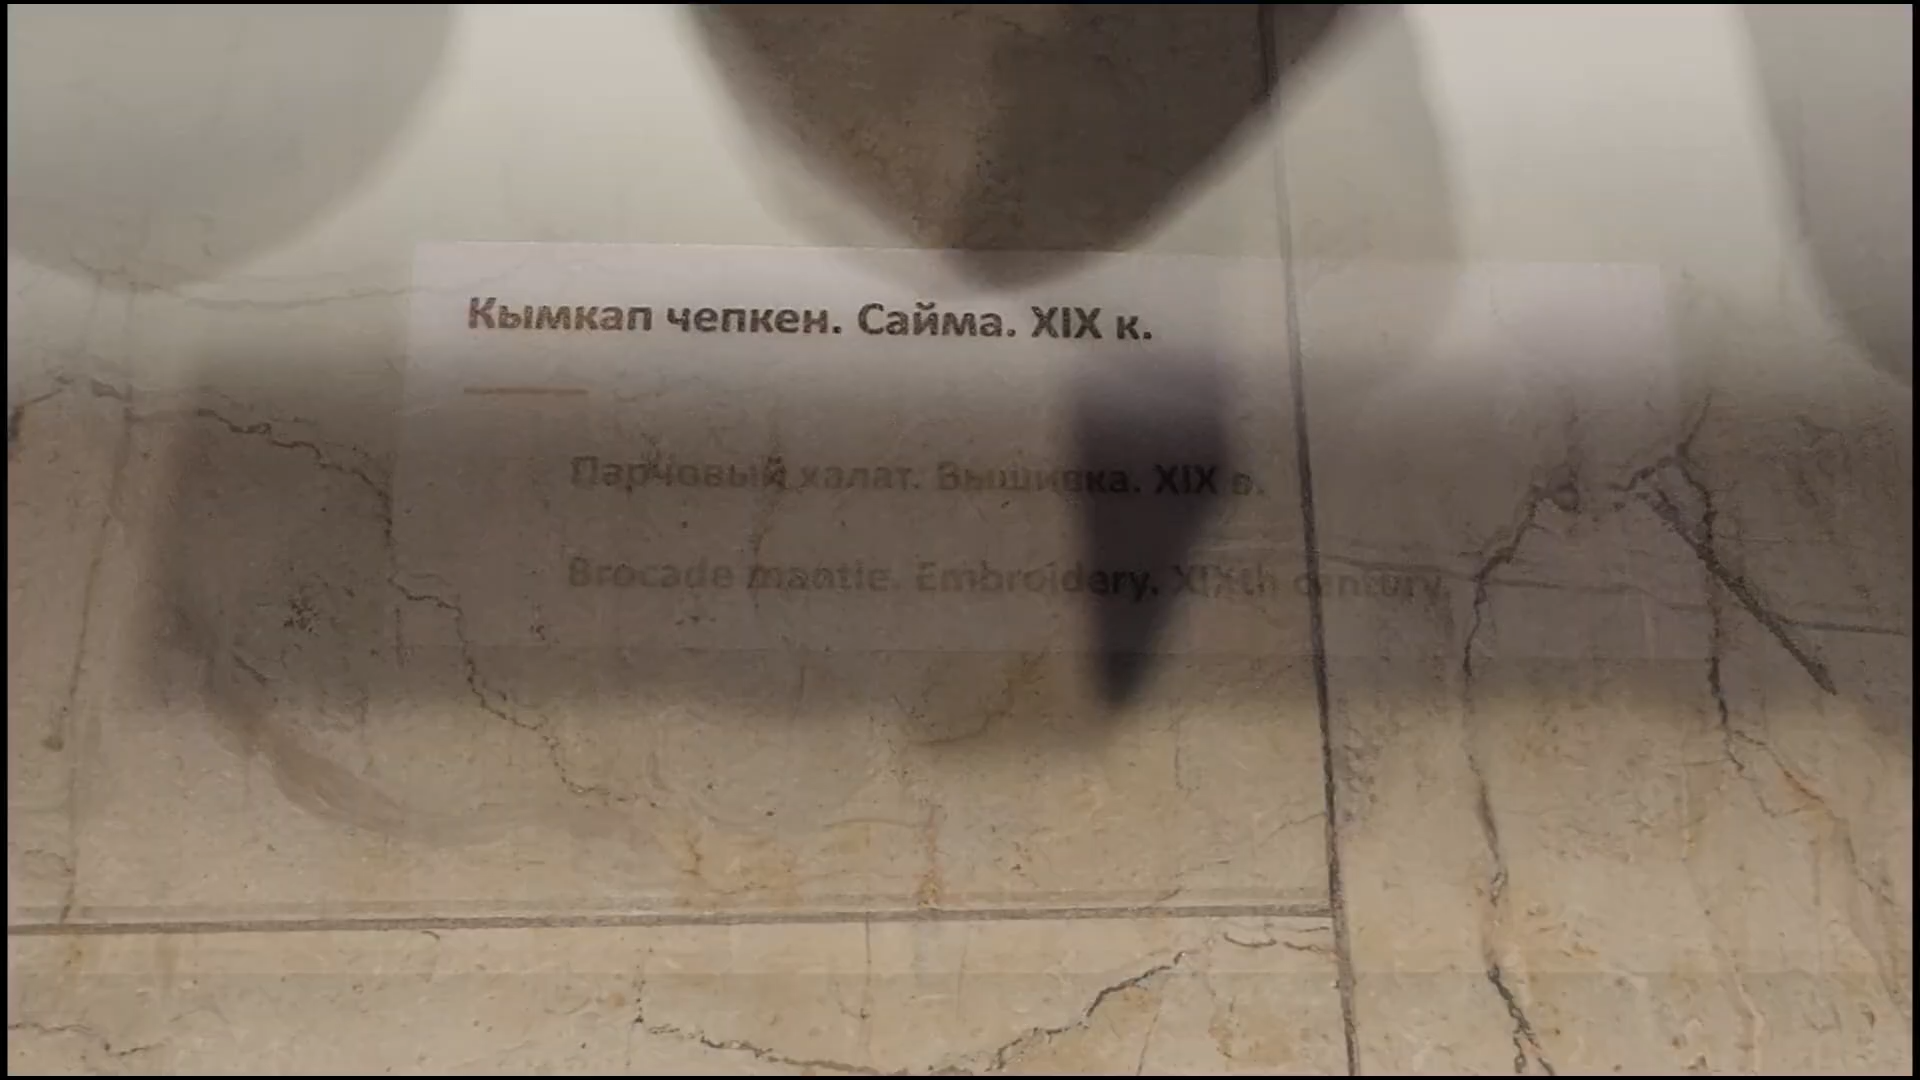 Кымкап чепкен. Сайма. XIX к.
Парчовый халат. Вышивка. XIX в.
Brocade mantle. Embroidery. XIXth century.